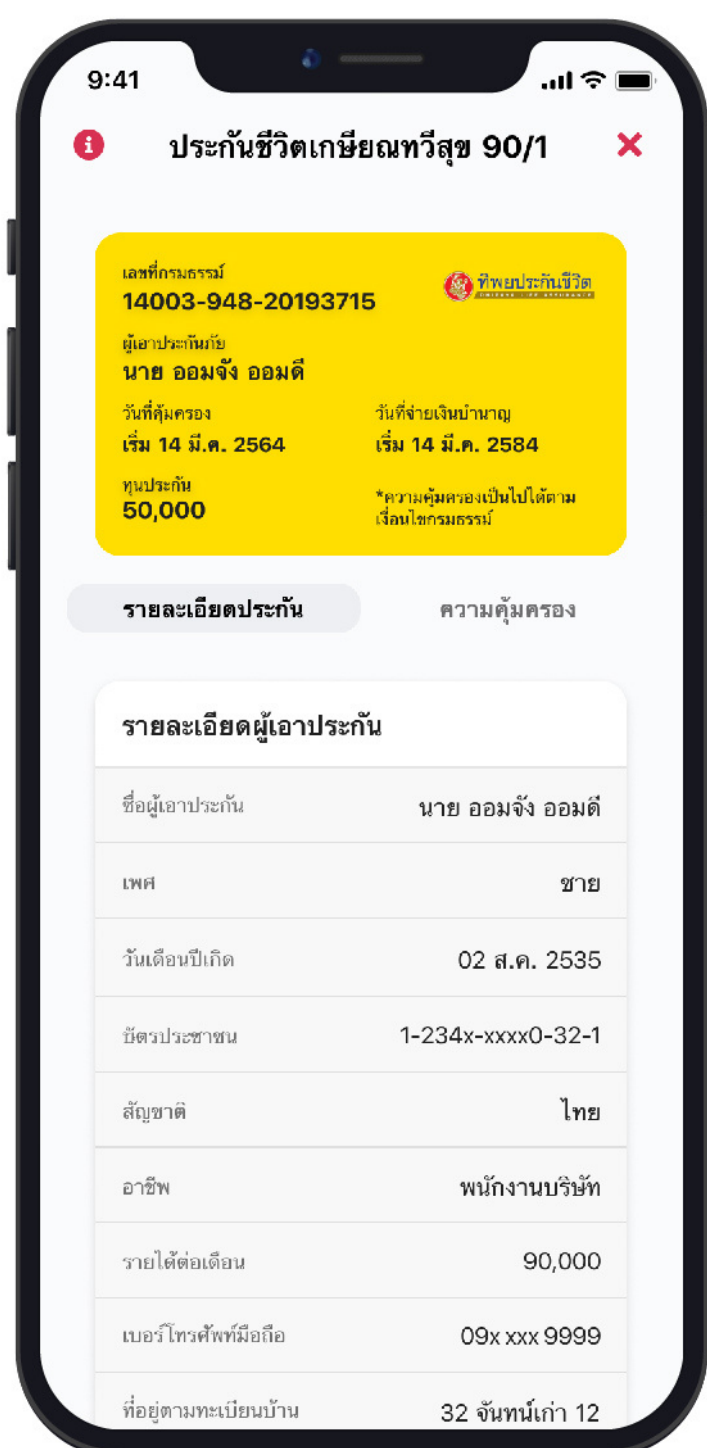 9:41
ประกันชีวิตเกษียณทวีสุข 90/1
เลขที่กรมธรรม์
14003-948-20193715
ทิพยประกันชีวิต
DHIPAYA LIFE ASSURANCE
ผู้เอาประกันภัย
นาย ออมจัง ออมดี
วันที่คุ้มครอง
เริ่ม 14 มี.ค. 2564
วันที่จ่ายเงินบำนาญ
เริ่ม 14 มี.ค. 2584
ทุนประกัน
50,000
*ความคุ้มครองเป็นไปได้ตาม
เงื่อนไขกรมธรรม์
รายละเอียดประกัน
ความคุ้มครอง
รายละเอียดผู้เอาประกัน
ชื่อผู้เอาประกัน นาย ออมจัง ออมดี
เพศ ชาย
วันเดือนปีเกิด 02 ส.ค. 2535
บัตรประชาชน 1-234x-xxxx0-32-1
สัญชาติ ไทย
อาชีพ พนักงานบริษัท
รายได้ต่อเดือน 90,000
เบอร์โทรศัพท์มือถือ 09x xxx 9999
ที่อยู่ตามทะเบียนบ้าน 32 จันทน์เก่า 12